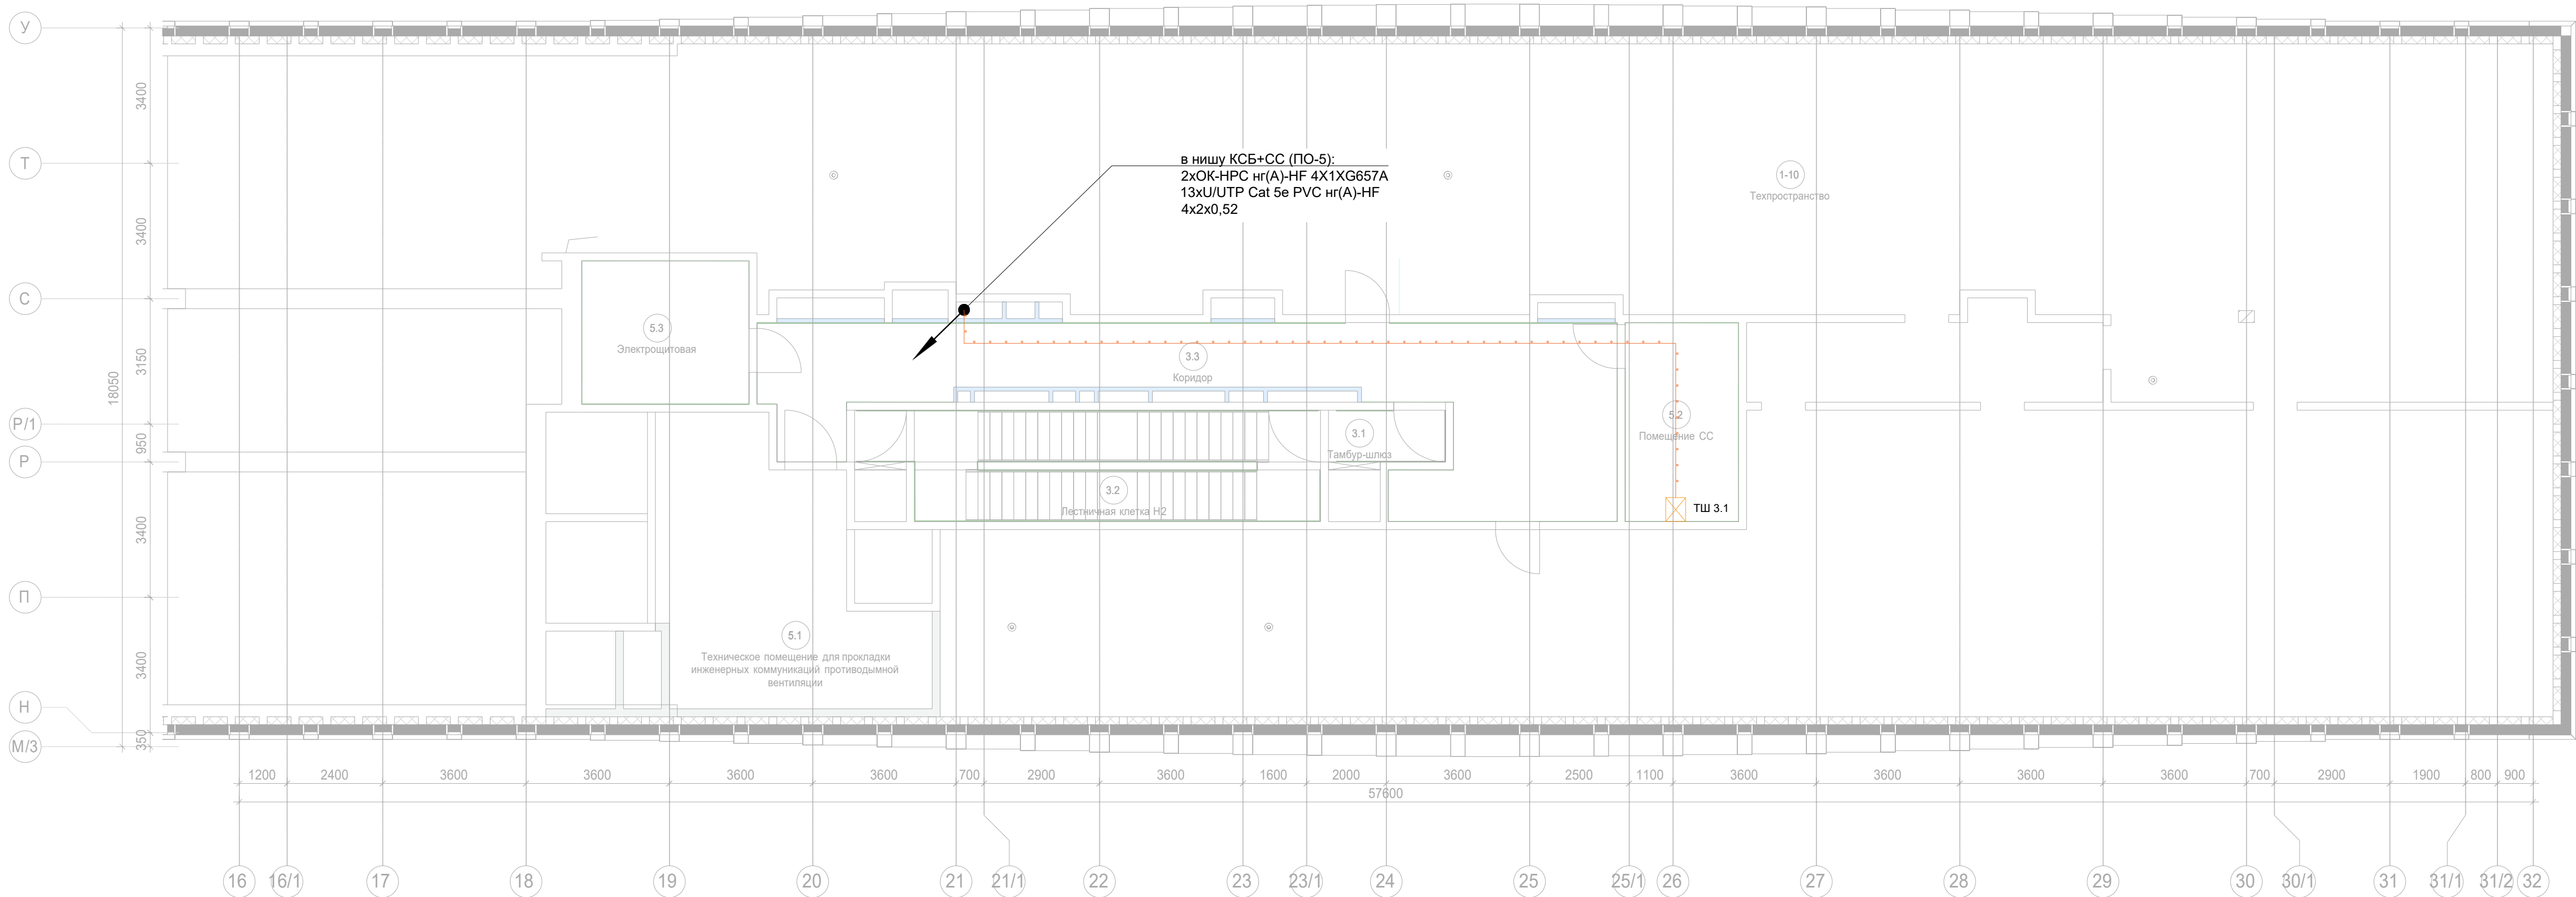 У
Т
С
Р/1
Р
П
Н
М/3
3400
3400
3150
950
3400
3400
350
18050
в нишу КСБ+СС (ПО-5):
2хОК-НРС нг(А)-HF 4X1XG657A
13xU/UTP Cat 5e PVC нг(А)-HF
4x2x0,52
1-10
Техпространство
5.3
Электрощитовая
3.3
Коридор
5.2
Помещение СС
3.1
Тамбур-шлюз
3.2
Лестничная клетка Н2
ТШ 3.1
5.1
Техническое помещение для прокладки
инженерных коммуникаций противодымной
вентиляции
1200 2400 3600 3600 3600 3600 700 2900 3600 1600 2000 3600 2500 1100 3600 3600 3600 3600 700 2900 1900 800 900
57600
16 16/1 17 18 19 20 21 21/1 22 23 23/1 24 25 25/1 26 27 28 29 30 30/1 31 31/1 31/2 32